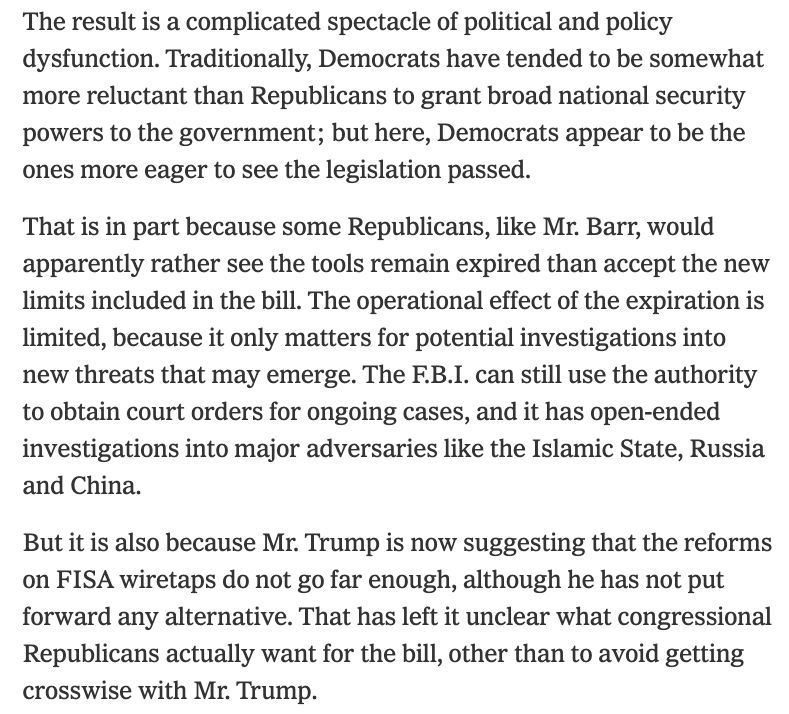 The result is a complicated spectacle of political and policy
dysfunction. Traditionally, Democrats have tended to be somewhat
more reluctant than Republicans to grant broad national security
powers to the government; but here, Democrats appear to be the
ones more eager to see the legislation passed.
That is in part because some Republicans, like Mr. Barr, would
apparently rather see the tools remain expired than accept the new
limits included in the bill. The operational effect of the expiration is
limited, because it only matters for potential investigations into
new threats that may emerge. The F.B.I. can still use the authority
to obtain court orders for ongoing cases, and it has open-ended
investigations into major adversaries like the Islamic State, Russia
and China.
But it is also because Mr. Trump is now suggesting that the reforms
on FISA wiretaps do not go far enough, although he has not put
forward any alternative. That has left it unclear what congressional
Republicans actually want for the bill, other than to avoid getting
crosswise with Mr. Trump.